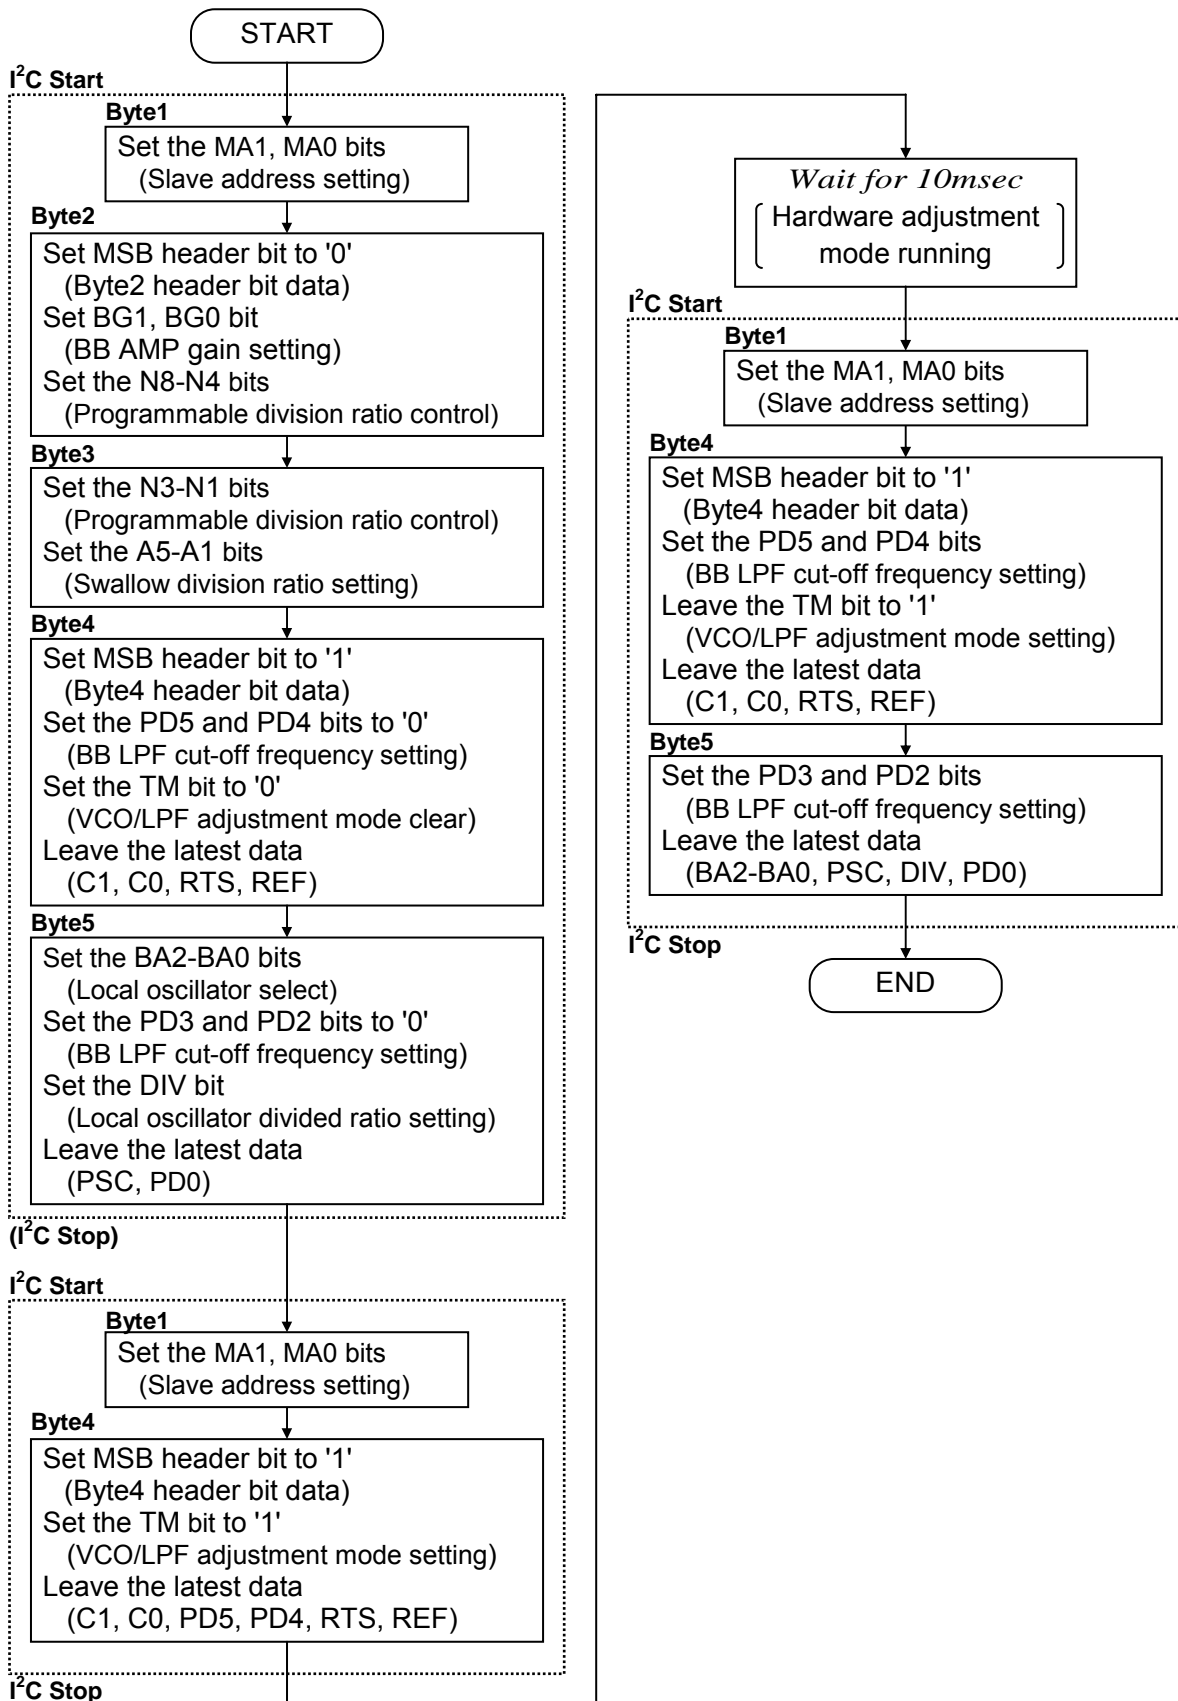 START
I²C Start
Byte1
Set the MA1, MA0 bits
(Slave address setting)
Byte2
Set MSB header bit to '0'
(Byte2 header bit data)
Set BG1, BG0 bit
(BB AMP gain setting)
Set the N8-N4 bits
(Programmable division ratio control)
Byte3
Set the N3-N1 bits
(Programmable division ratio control)
Set the A5-A1 bits
(Swallow division ratio setting)
Byte4
Set MSB header bit to '1'
(Byte4 header bit data)
Set the PD5 and PD4 bits to '0'
(BB LPF cut-off frequency setting)
Set the TM bit to '0'
(VCO/LPF adjustment mode clear)
Leave the latest data
(C1, C0, RTS, REF)
Byte5
Set the BA2-BA0 bits
(Local oscillator select)
Set the PD3 and PD2 bits to '0'
(BB LPF cut-off frequency setting)
Set the DIV bit
(Local oscillator divided ratio setting)
Leave the latest data
(PSC, PD0)
(I²C Stop)
I²C Start
Byte1
Set the MA1, MA0 bits
(Slave address setting)
Byte4
Set MSB header bit to '1'
(Byte4 header bit data)
Set the TM bit to '1'
(VCO/LPF adjustment mode setting)
Leave the latest data
(C1, C0, PD5, PD4, RTS, REF)
I²C Stop
Wait for 10msec
Hardware adjustment
mode running
I²C Start
Byte1
Set the MA1, MA0 bits
(Slave address setting)
Byte4
Set MSB header bit to '1'
(Byte4 header bit data)
Set the PD5 and PD4 bits
(BB LPF cut-off frequency setting)
Leave the TM bit to '1'
(VCO/LPF adjustment mode setting)
Leave the latest data
(C1, C0, RTS, REF)
Byte5
Set the PD3 and PD2 bits
(BB LPF cut-off frequency setting)
Leave the latest data
(BA2-BA0, PSC, DIV, PD0)
I²C Stop
END